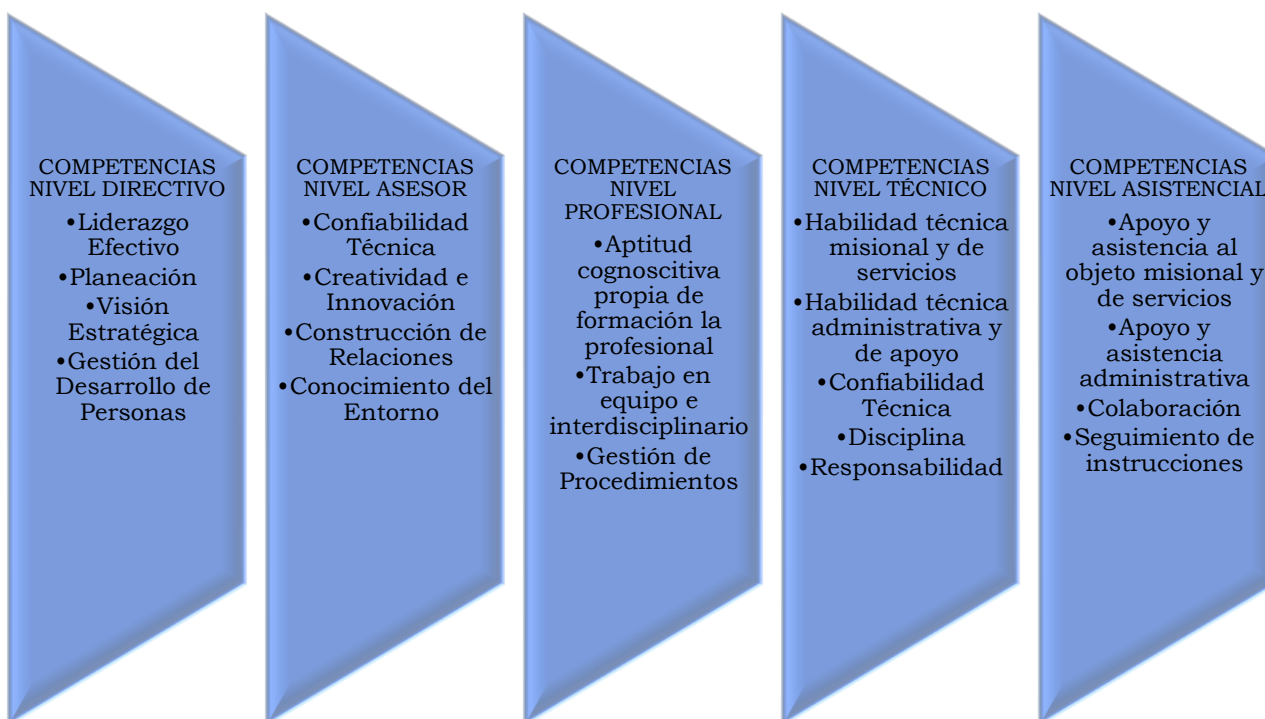 COMPETENCIAS
NIVEL DIRECTIVO
•Liderazgo
Efectivo
•Planeación
•Visión
Estratégica
•Gestión del
Desarrollo de
Personas
COMPETENCIAS
NIVEL ASESOR
•Confiabilidad
Técnica
•Creatividad e
Innovación
•Construcción de
Relaciones
•Conocimiento del
Entorno
COMPETENCIAS
NIVEL
PROFESIONAL
•Aptitud
cognoscitiva
propia de
formación la
profesional
•Trabajo en
equipo e
interdisciplinario
•Gestión de
Procedimientos
COMPETENCIAS
NIVEL TÉCNICO
•Habilidad técnica
misional y de
servicios
•Habilidad técnica
administrativa y
de apoyo
•Confiabilidad
Técnica
•Disciplina
•Responsabilidad
COMPETENCIAS
NIVEL ASISTENCIAL
•Apoyo y
asistencia al
objeto misional y
de servicios
•Apoyo y
asistencia
administrativa
•Colaboración
•Seguimiento de
instrucciones